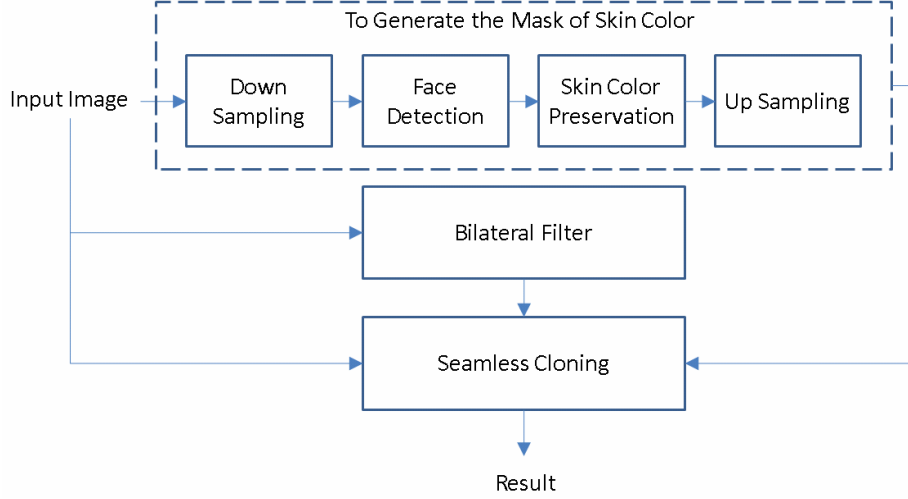 To Generate the Mask of Skin Color
Input Image
Down
Sampling
Face
Detection
Skin Color
Preservation
Up Sampling
Bilateral Filter
Seamless Cloning
Result